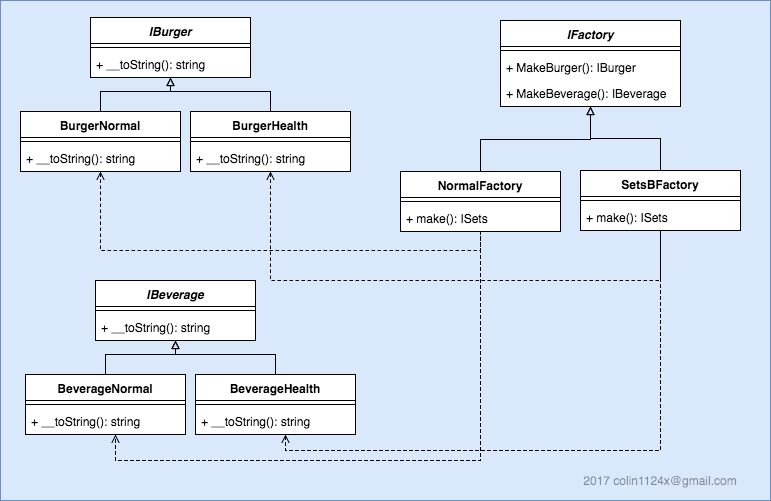 IBurger
+ __toString(): string
BurgerNormal
+ __toString(): string
BurgerHealth
+ __toString(): string
IFactory
+ MakeBurger(): IBurger
+ MakeBeverage(): IBeverage
NormalFactory
+ make(): ISets
SetsBFactory
+ make(): ISets
IBeverage
+ __toString(): string
BeverageNormal
+ __toString(): string
BeverageHealth
+ __toString(): string
2017 colin1124x@gmail.com